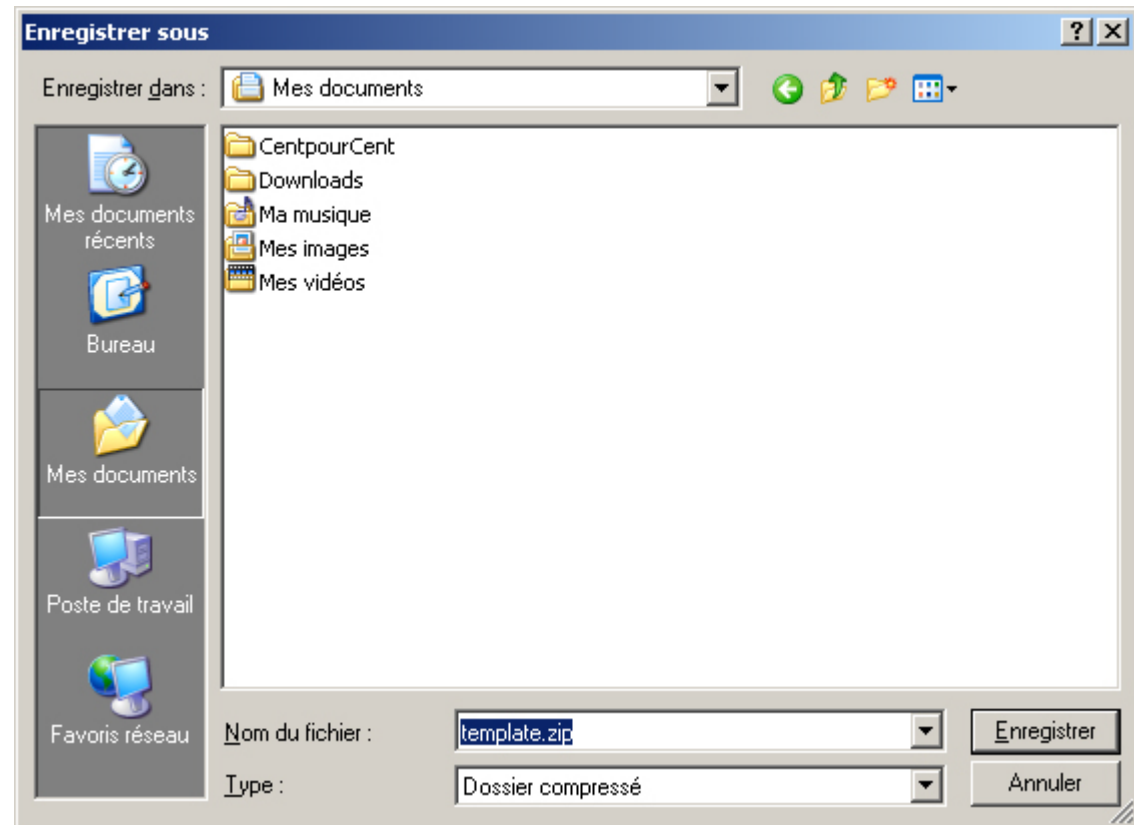 Enregistrer sous
Enregistrer dans :
Mes documents
Mes documents
récents
Bureau
Mes documents
Poste de travail
Favoris réseau
CentpourCent
Downloads
Ma musique
Mes images
Mes vidéos
Nom du fichier :
template.zip
Enregistrer
Type :
Dossier compressé
Annuler